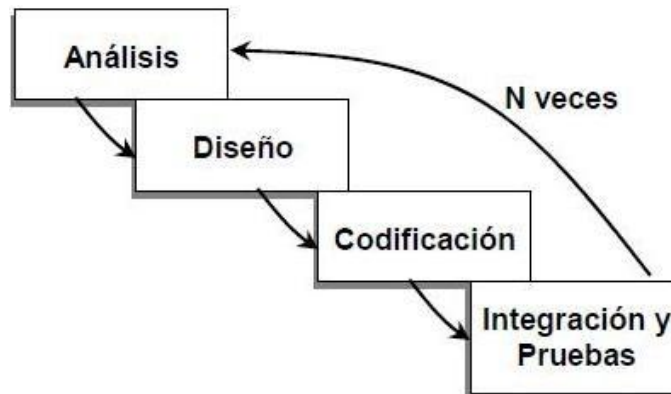 Análisis
N veces
Diseño
Codificación
Integración y
Pruebas